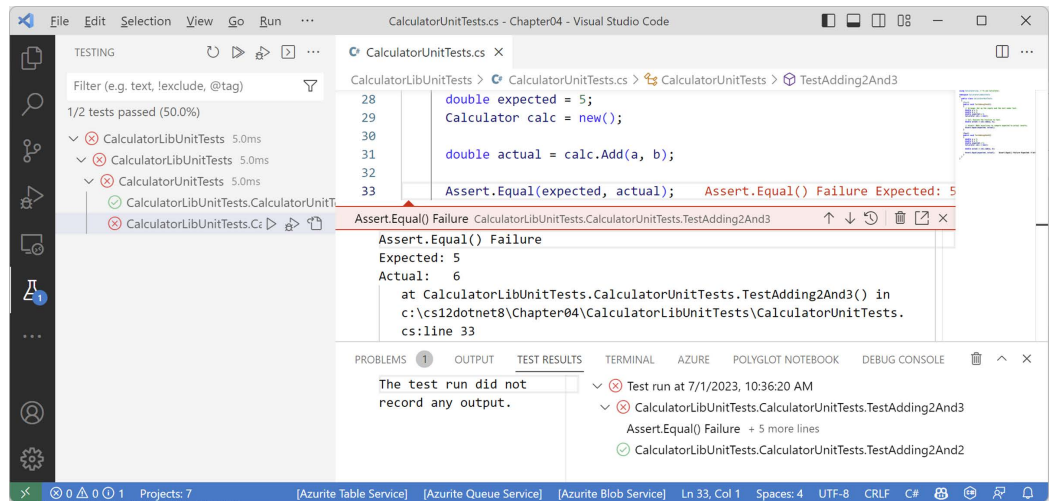 File Edit Selection View Go Run ··· CalculatorUnitTests.cs - Chapter04 - Visual Studio Code
TESTING
Filter (e.g. text, !exclude, @tag)
1/2 tests passed (50.0%)
CalculatorLibUnitTests 5.0ms
CalculatorLibUnitTests 5.0ms
CalculatorUnitTests 5.0ms
CalculatorLibUnitTests.CalculatorUnitT
CalculatorLibUnitTests.Ca
1
CalculatorUnitTests.cs
CalculatorLibUnitTests > CalculatorUnitTests.cs > CalculatorUnitTests > TestAdding2And3
28 double expected = 5;
29 Calculator calc = new();
30
31 double actual = calc.Add(a, b);
32
33 Assert.Equal(expected, actual); Assert.Equal() Failure Expected: 5
Assert.Equal() Failure CalculatorLibUnitTests.CalculatorUnitTests.TestAdding2And3
Assert.Equal() Failure
Expected: 5
Actual: 6
at CalculatorLibUnitTests.CalculatorUnitTests.TestAdding2And3() in
c:\cs12dotnet8\Chapter04\CalculatorLibUnitTests\CalculatorUnitTests.
cs:line 33
PROBLEMS 1 OUTPUT TEST RESULTS TERMINAL AZURE POLYGLOT NOTEBOOK DEBUG CONSOLE
The test run did not
record any output.
Test run at 7/1/2023, 10:36:20 AM
CalculatorLibUnitTests.CalculatorUnitTests.TestAdding2And3
Assert.Equal() Failure + 5 more lines
CalculatorLibUnitTests.CalculatorUnitTests.TestAdding2And2
0 0 1 Projects: 7 [Azurite Table Service] [Azurite Queue Service] [Azurite Blob Service] Ln 33, Col 1 Spaces: 4 UTF-8 CRLF C#